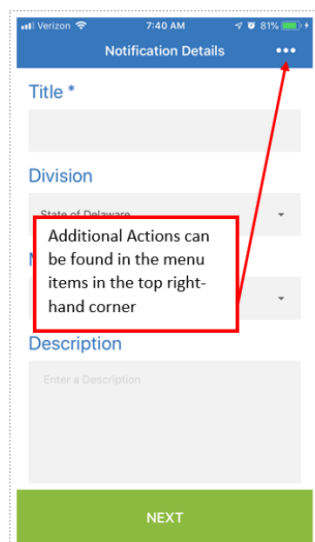 Verizon 7:40 AM 81%
Notification Details
Title *
Division
State of Delaware
Additional Actions can
be found in the menu
items in the top right-
hand corner
Description
Enter a Description
NEXT